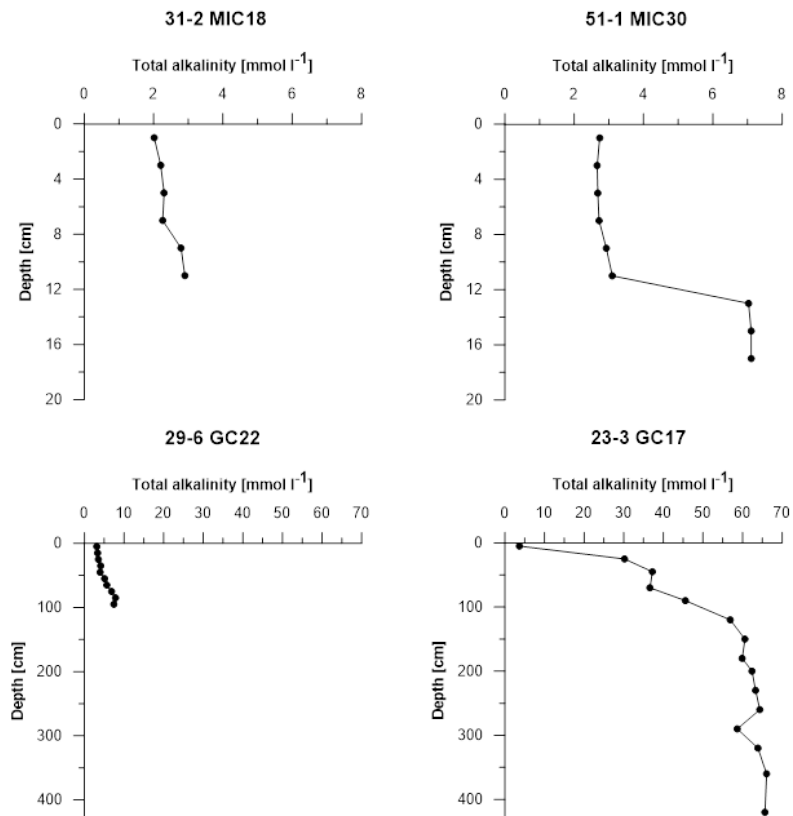 31-2 MIC18
Total alkalinity [mmol l-1]
0 2 4 6 8
0
4
8
12
16
20
Depth [cm]
51-1 MIC30
Total alkalinity [mmol l-1]
0 2 4 6 8
0
4
8
12
16
20
Depth [cm]
29-6 GC22
Total alkalinity [mmol l-1]
0 10 20 30 40 50 60 70
0
100
200
300
400
Depth [cm]
23-3 GC17
Total alkalinity [mmol l-1]
0 10 20 30 40 50 60 70
0
100
200
300
400
Depth [cm]